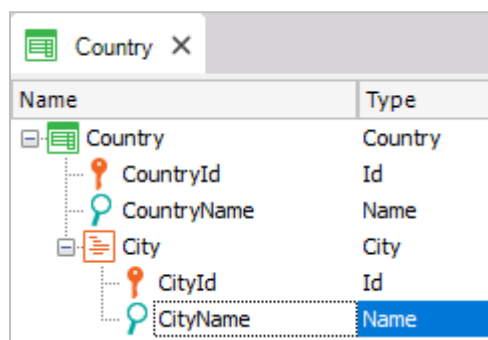 Country
Name Type
Country Country
CountryId Id
CountryName Name
City City
CityId Id
CityName Name